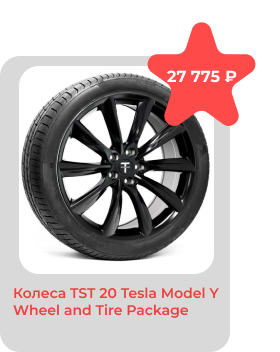 27 775 ₽
Колеса TST 20 Tesla Model Y
Wheel and Tire Package